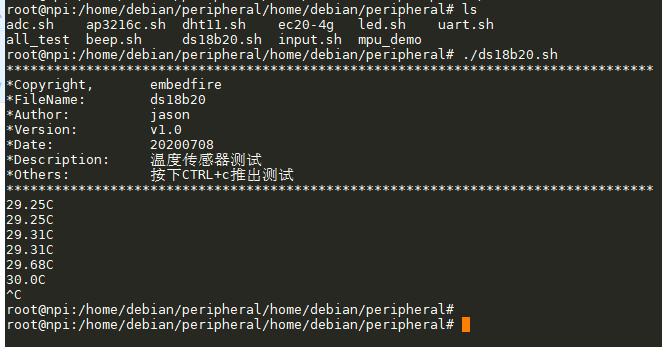 root@npi:/home/debian/peripheral/home/debian/peripheral# ls
adc.sh    ap3216c.sh  dht11.sh    ec20-4g   led.sh    uart.sh
all_test  beep.sh     ds18b20.sh  input.sh  mpu_demo
root@npi:/home/debian/peripheral/home/debian/peripheral# ./ds18b20.sh
*********************************************************************************
*Copyright,       embedfire
*FileName:        ds18b20
*Author:          jason
*Version:         v1.0
*Date:            20200708
*Description:     温度传感器测试
*Others:          按下CTRL+c推出测试
*********************************************************************************
29.25C
29.25C
29.31C
29.31C
29.68C
30.0C
^C
root@npi:/home/debian/peripheral/home/debian/peripheral#
root@npi:/home/debian/peripheral/home/debian/peripheral#